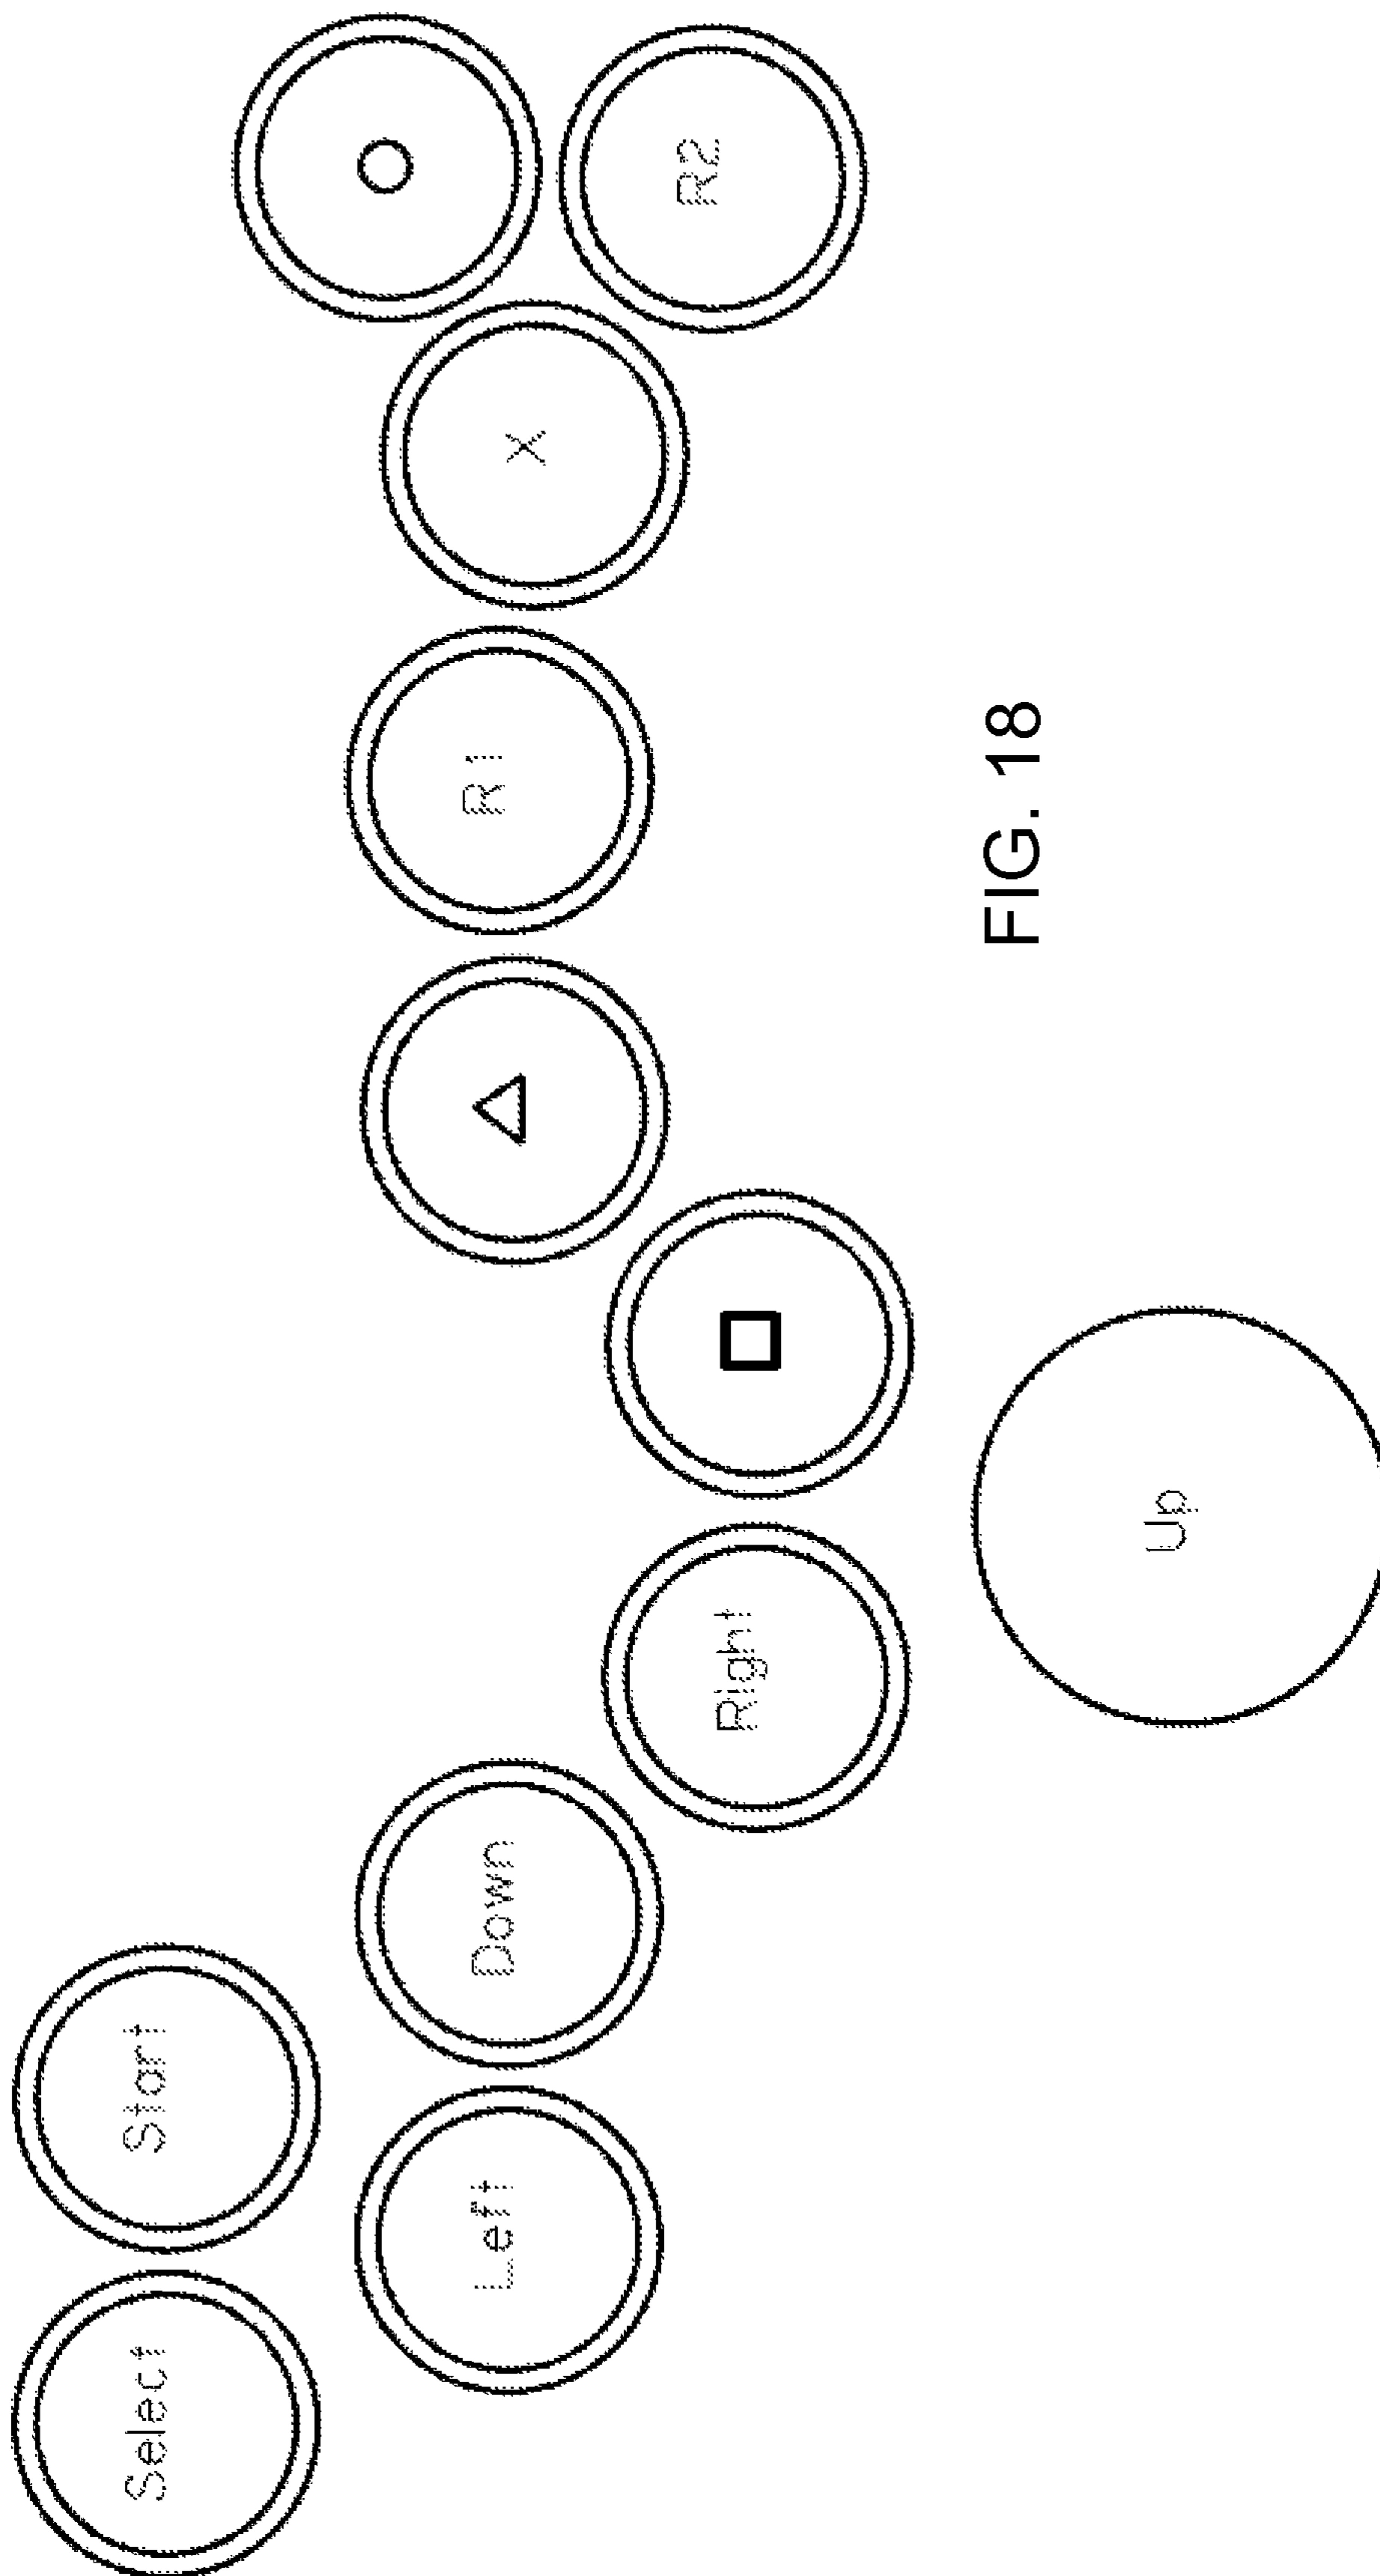 Select
Start
Left
Down
Right
Up
R1
X
R2
FIG. 18